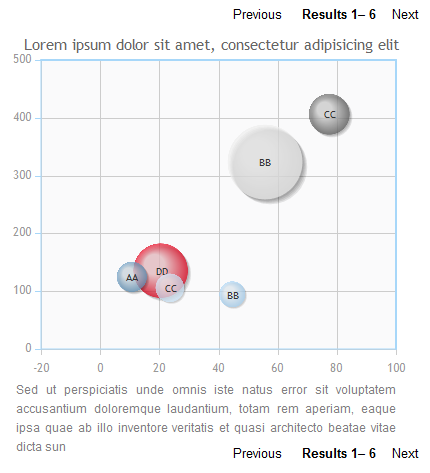 Previous Results 1– 6 Next
Lorem ipsum dolor sit amet, consectetur adipisicing elit
500
400
300
200
100
0
CC
BB
DD
AA
CC
BB
-20 0 20 40 60 80 100
Sed ut perspiciatis unde omnis iste natus error sit voluptatem
accusantium doloremque laudantium, totam rem aperiam, eaque
ipsa quae ab illo inventore veritatis et quasi architecto beatae vitae
dicta sun
Previous Results 1– 6 Next